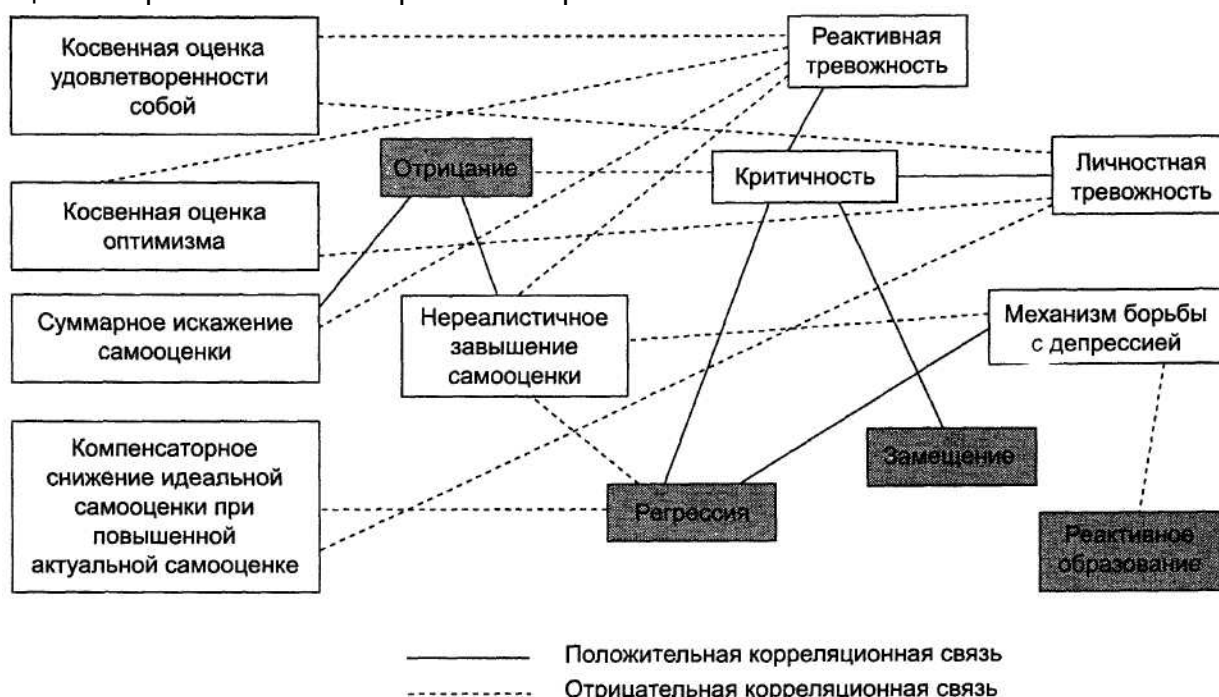 Косвенная оценка
удовлетворенности
собой
Реактивная
тревожность
Отрицание
Критичность
Личностная
тревожность
Косвенная оценка
оптимизма
Суммарное искажение
самооценки
Нереалистичное
завышение
самооценки
Механизм борьбы
с депрессией
Компенсаторное
снижение идеальной
самооценки при
повышенной
актуальной самооценке
Замещение
Регрессия
Реактивное
образование
Положительная корреляционная связь
Отрицательная корреляционная связь